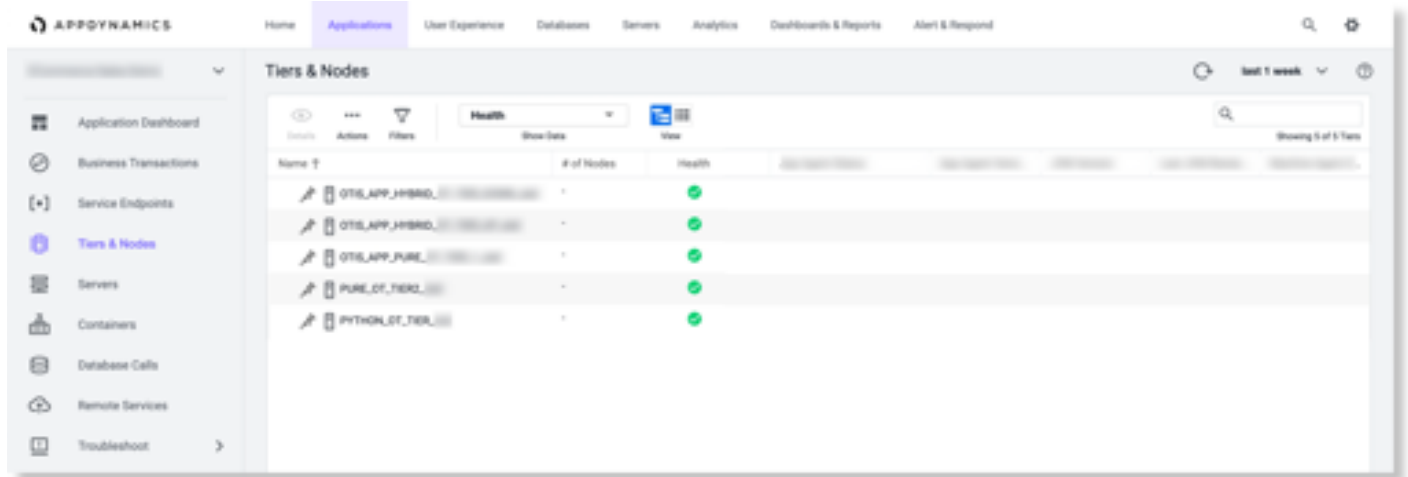 APPDYNAMICS Home Applications User Experience Databases Servers Analytics Dashboards & Reports Alert & Respond
Tiers & Nodes last 1 week
Application Dashboard
Business Transactions
Service Endpoints
Tiers & Nodes
Servers
Containers
Database Calls
Remote Services
Troubleshoot
Health
Details Actions Filters Show Data View Showing 5 of 5 Tiers
Name ↑ # of Nodes Health
OTIS_APP_HYBRID_
OTIS_APP_HYBRID_
OTIS_APP_PURE_
PURE_OT_TIER2_
PYTHON_OT_TIER_